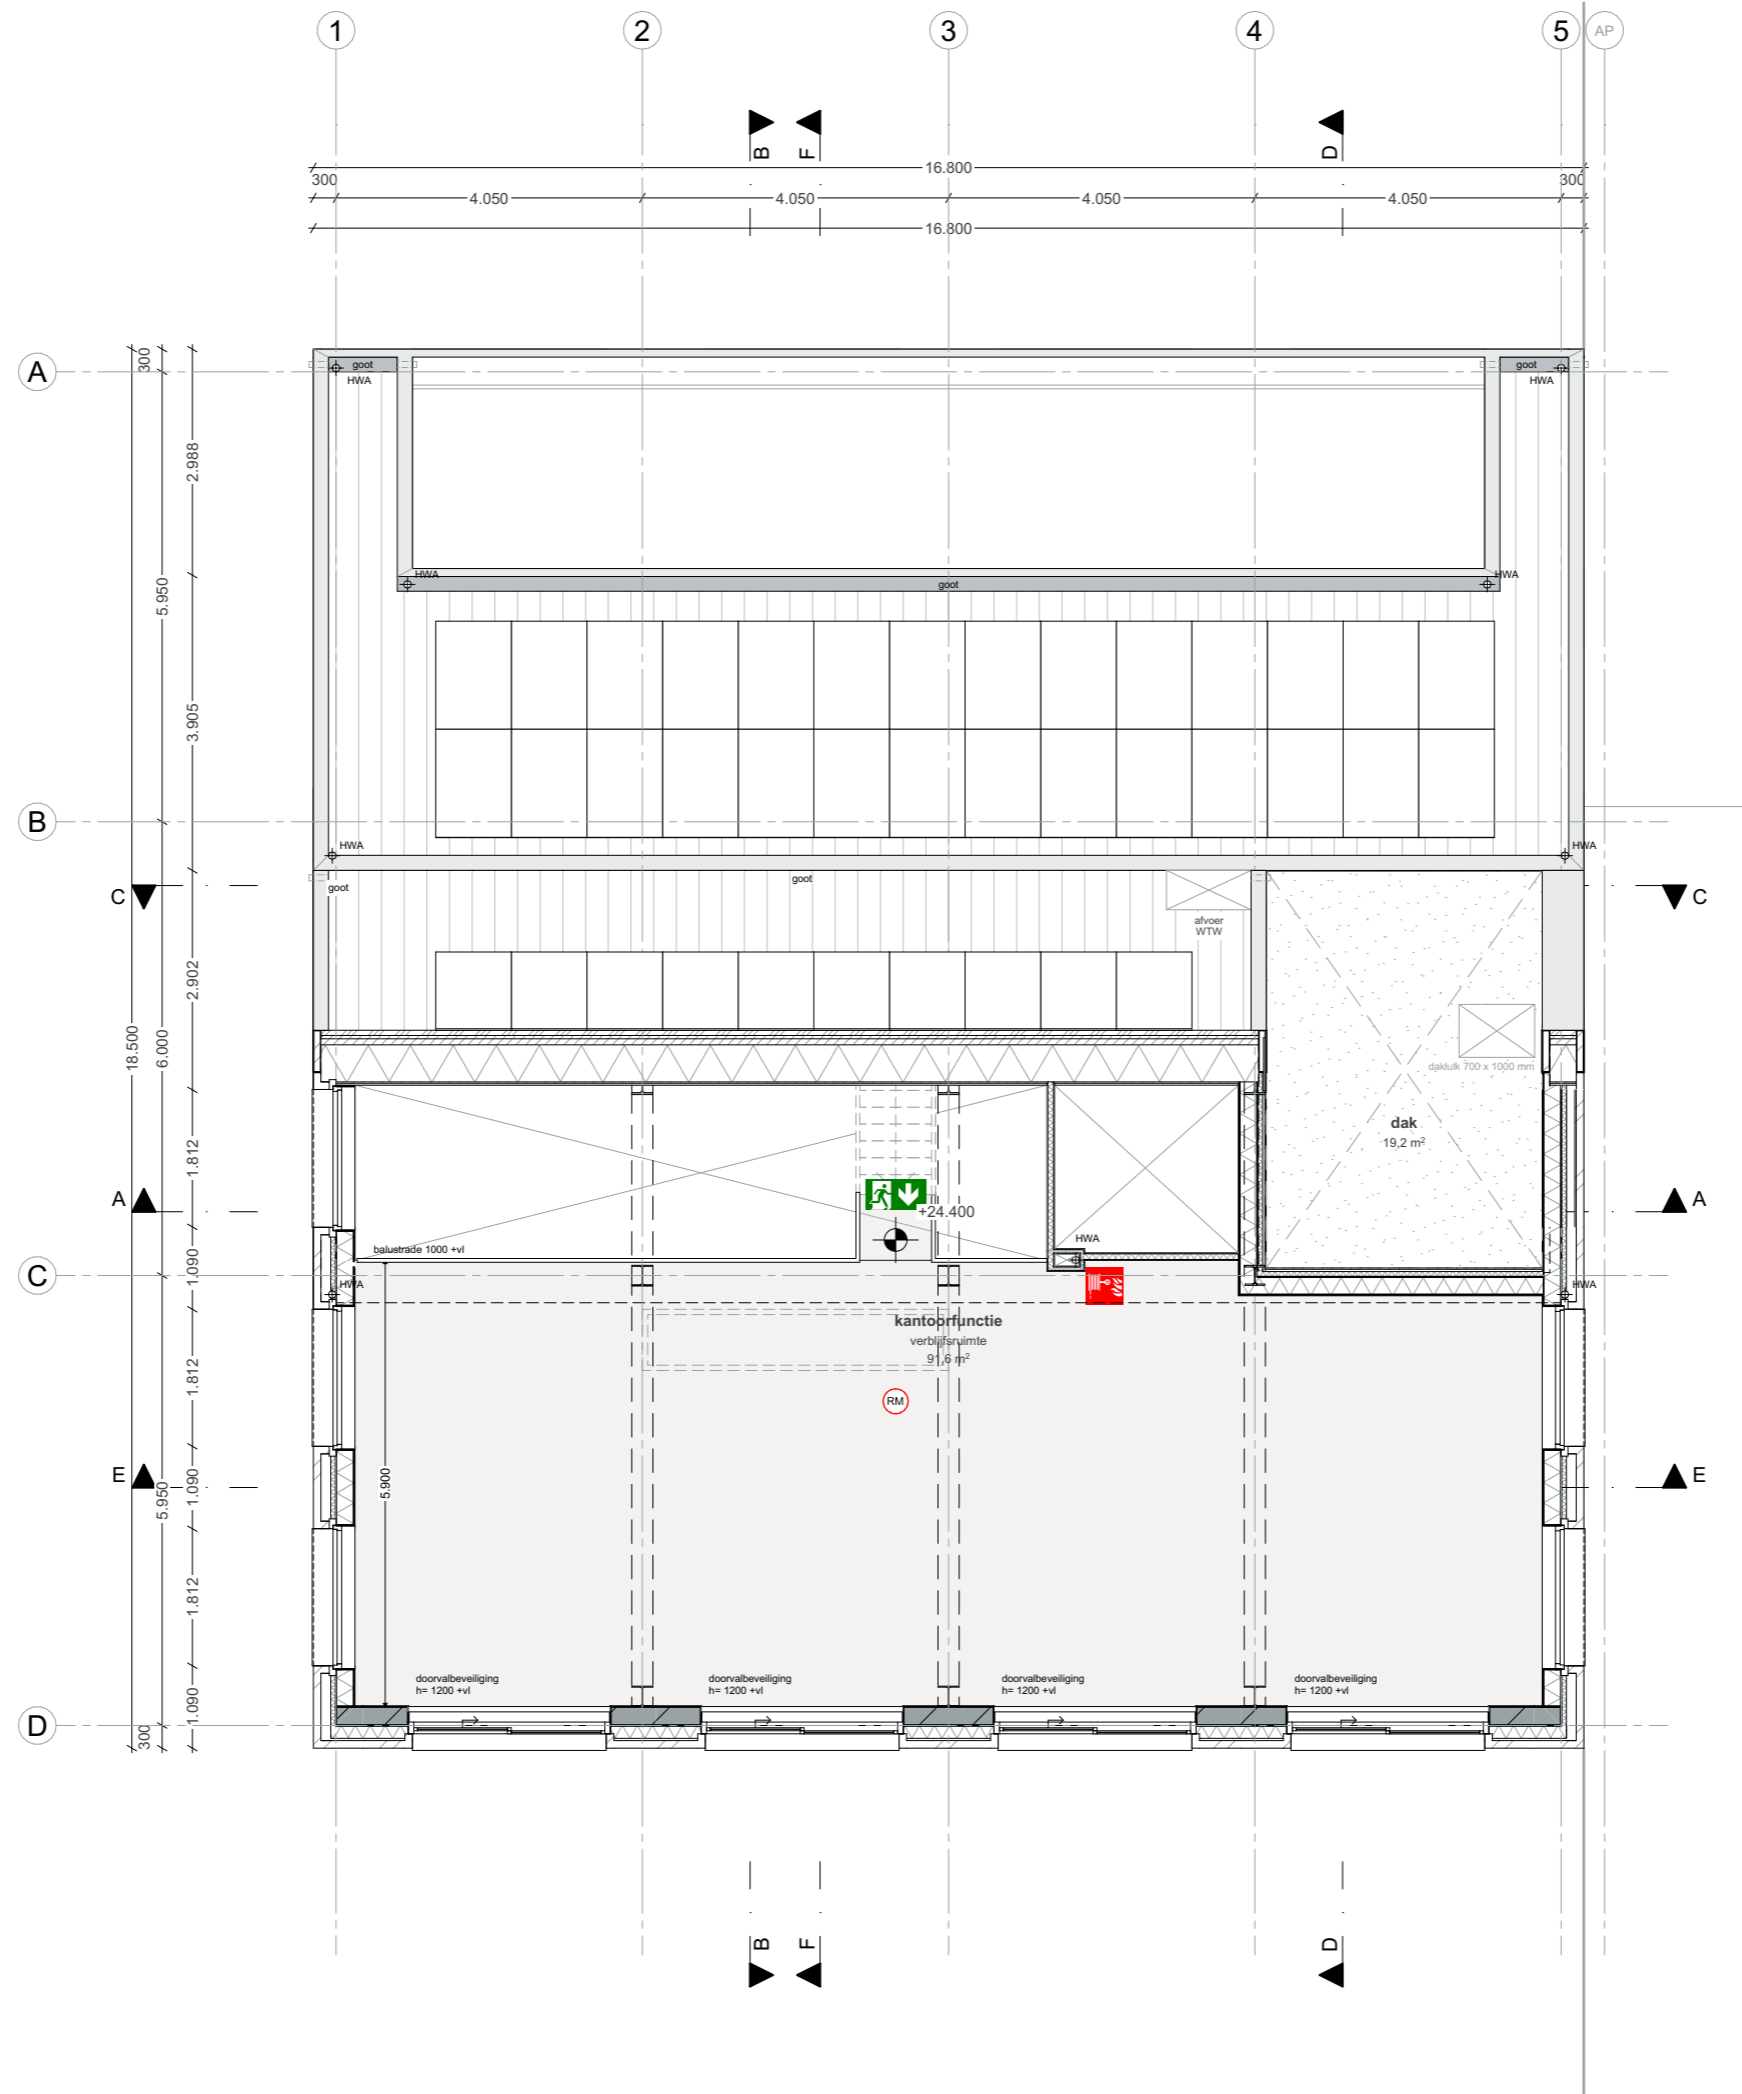 1
2
3
4
5
AP
B
F
D
16.800
300
300
4.050
4.050
4.050
4.050
16.800
A
300
goot
HWA
goot
HWA
2.988
HWA
goot
HWA
5.950
3.905
B
HWA
HWA
C
goot
goot
C
afvoer
WTW
2.902
18.500
6.000
dakluik 700 x 1000 mm
dak
19,2 m²
1.812
A
+24.400
A
HWA
balustrade 1000 +vl
1.090
C
HWA
HWA
kantoorfunctie
verblijfsruimte
91,6 m²
1.812
RM
E
5.900
E
1.090
5.950
1.812
doorvalbeveiliging
h= 1200 +vl
doorvalbeveiliging
h= 1200 +vl
doorvalbeveiliging
h= 1200 +vl
doorvalbeveiliging
h= 1200 +vl
1.090
D
300
B
F
D